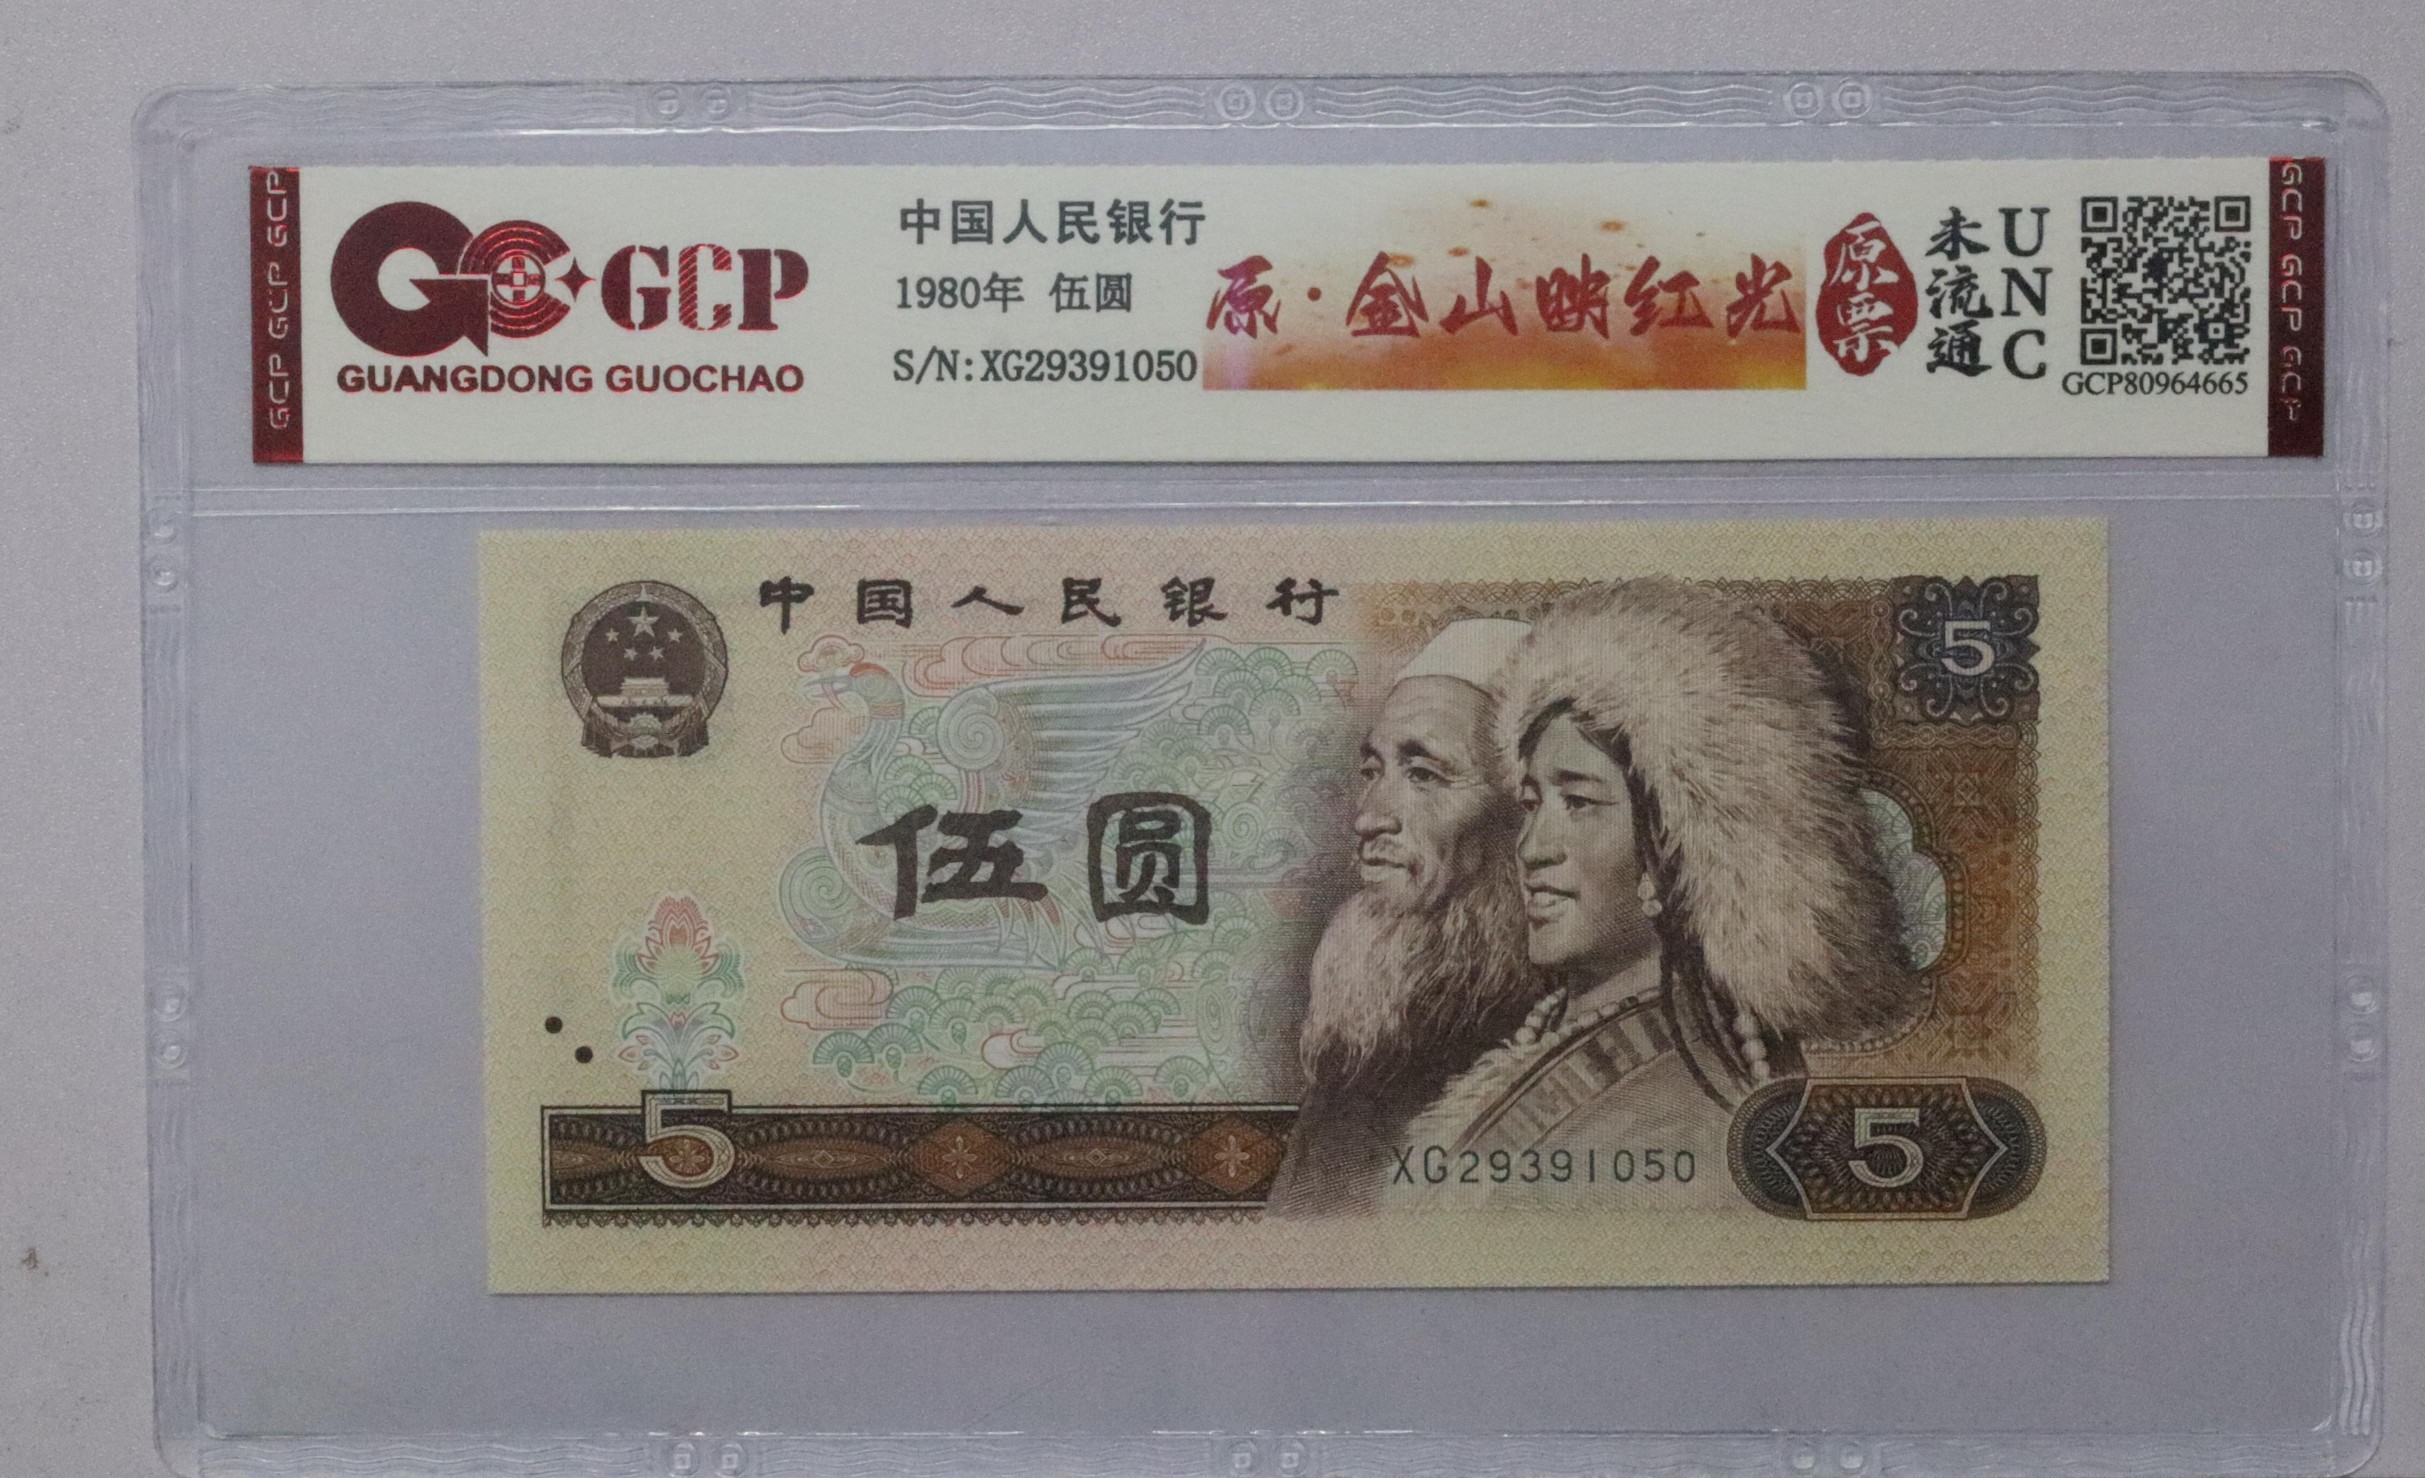 GCP GCP GCP
GCP
GUANGDONG GUOCHAO
中国人民银行
1980年 伍圆
S/N:XG29391050
原·金山映红光
原票
未流通
UNC
GCP80964665
GCP GCP GCP
中国人民银行
5
伍圆
5
XG29391050
5